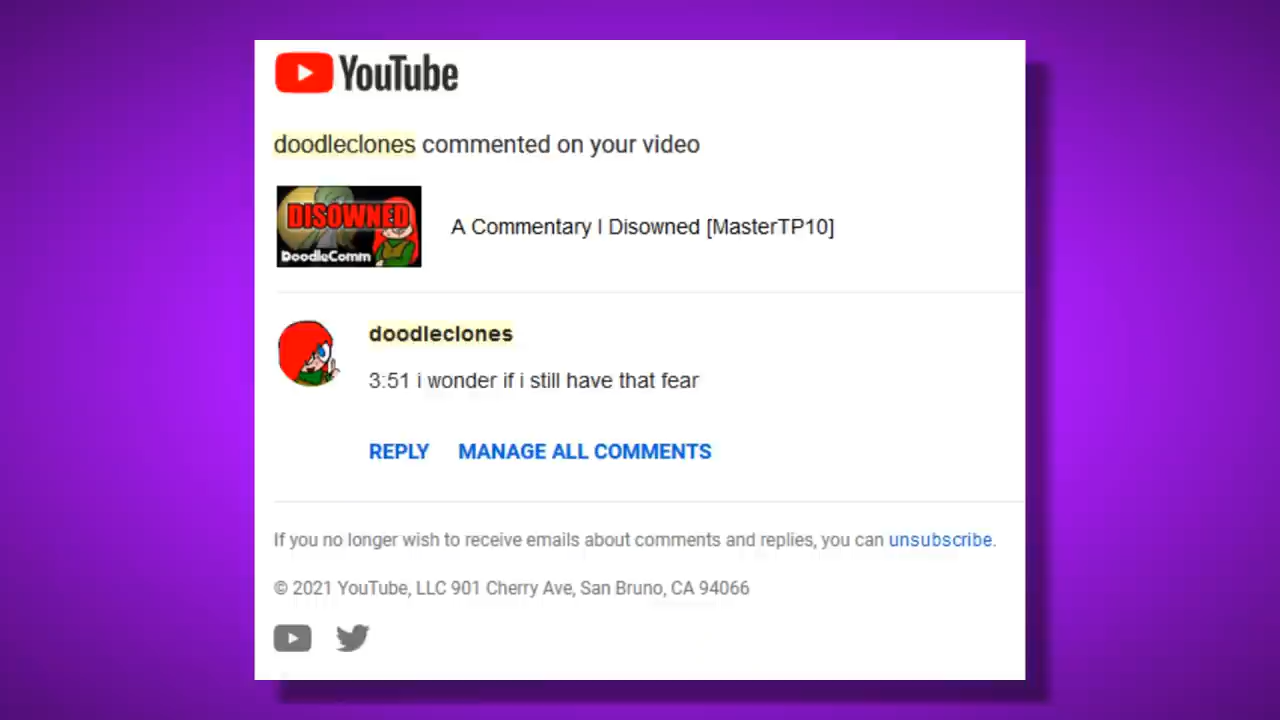 YouTube
doodleclones commented on your video
DISOWNED
DoodleComm
A Commentary I Disowned [MasterTP10]
doodleclones
3:51 i wonder if i still have that fear
REPLY MANAGE ALL COMMENTS
If you no longer wish to receive emails about comments and replies, you can unsubscribe.
© 2021 YouTube, LLC 901 Cherry Ave, San Bruno, CA 94066